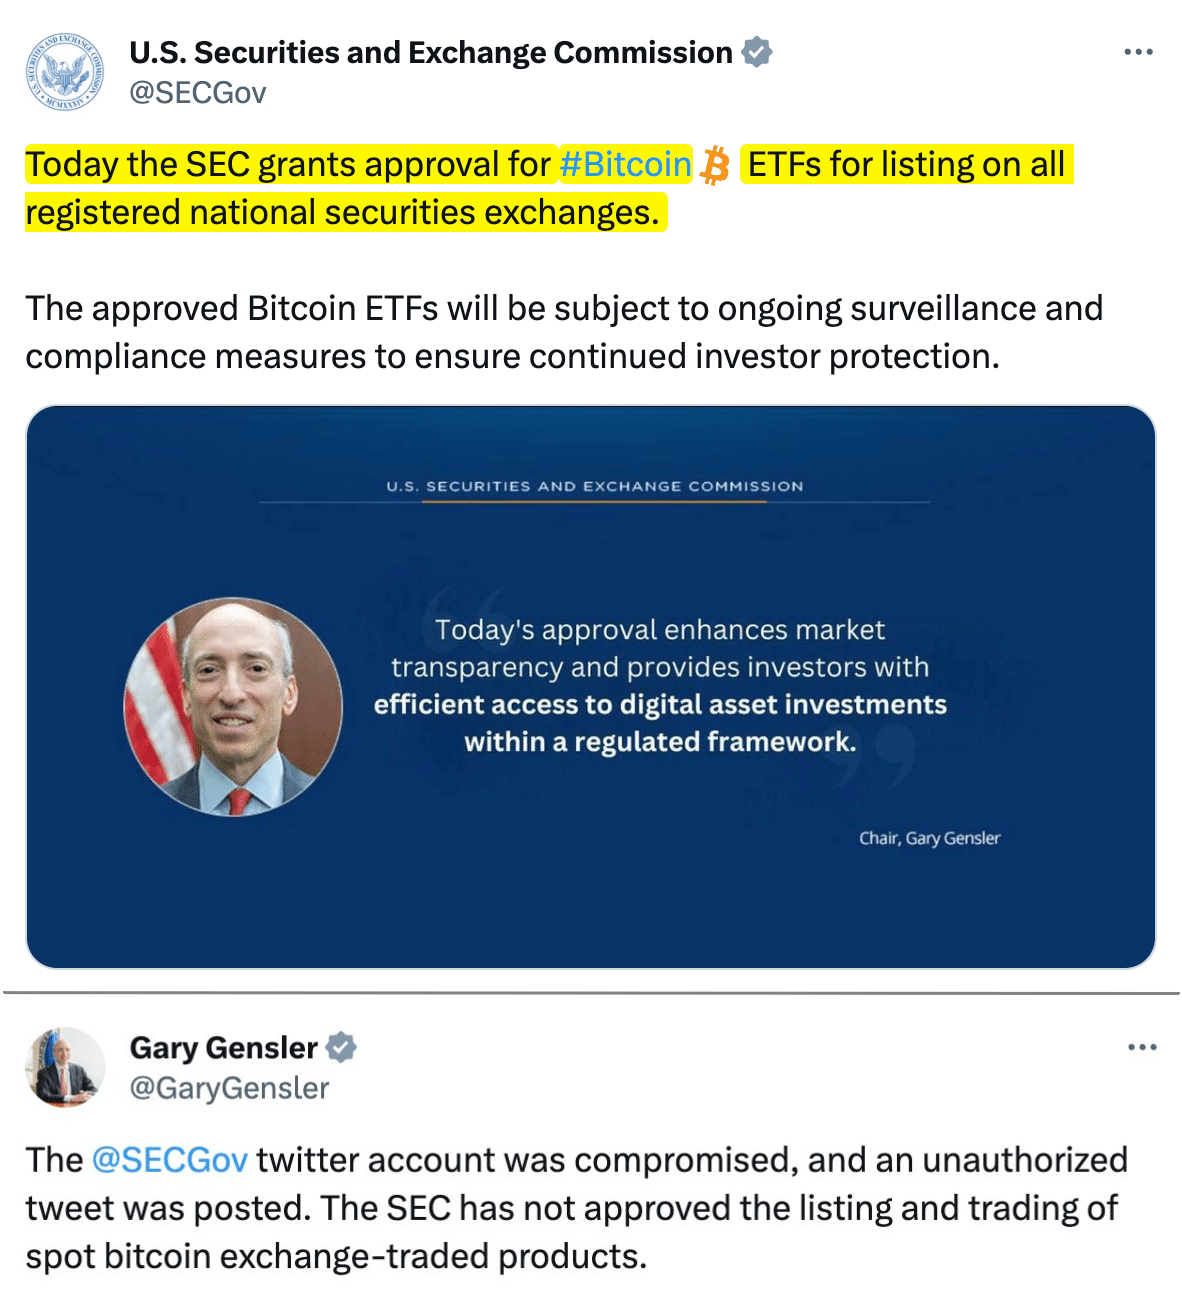 U.S. Securities and Exchange Commission
@SECGov
Today the SEC grants approval for #Bitcoin ETFs for listing on all
registered national securities exchanges.
The approved Bitcoin ETFs will be subject to ongoing surveillance and
compliance measures to ensure continued investor protection.
U.S. SECURITIES AND EXCHANGE COMMISSION
Today's approval enhances market
transparency and provides investors with
efficient access to digital asset investments
within a regulated framework.
Chair, Gary Gensler
Gary Gensler
@GaryGensler
The @SECGov twitter account was compromised, and an unauthorized
tweet was posted. The SEC has not approved the listing and trading of
spot bitcoin exchange-traded products.